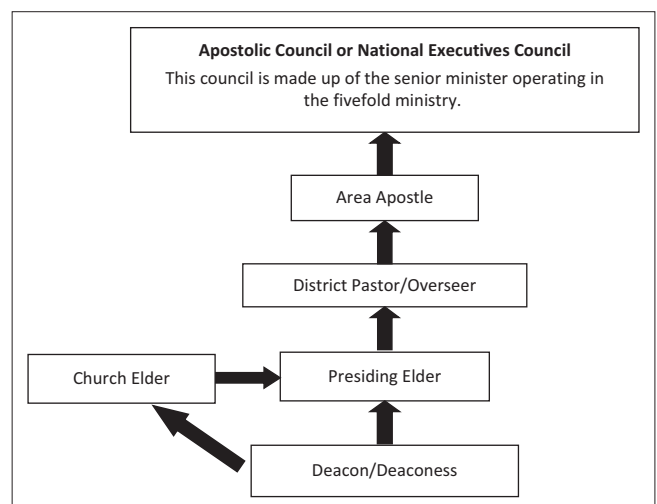 Apostolic Council or National Executives Council
This council is made up of the senior minister operating in
the fivefold ministry.
Area Apostle
District Pastor/Overseer
Church Elder
Presiding Elder
Deacon/Deaconess